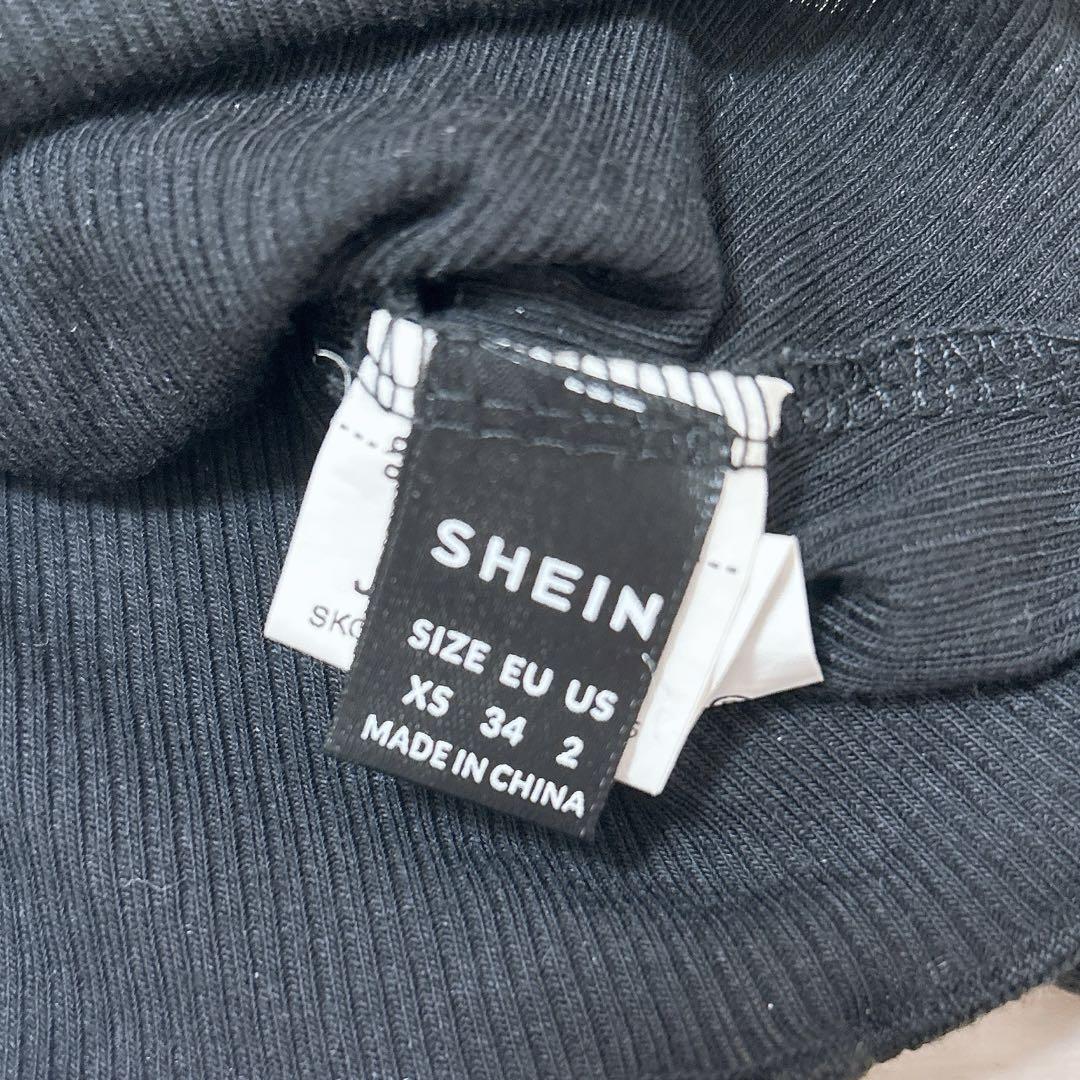 SHEIN
SIZE EU US
XS 34 2
MADE IN CHINA